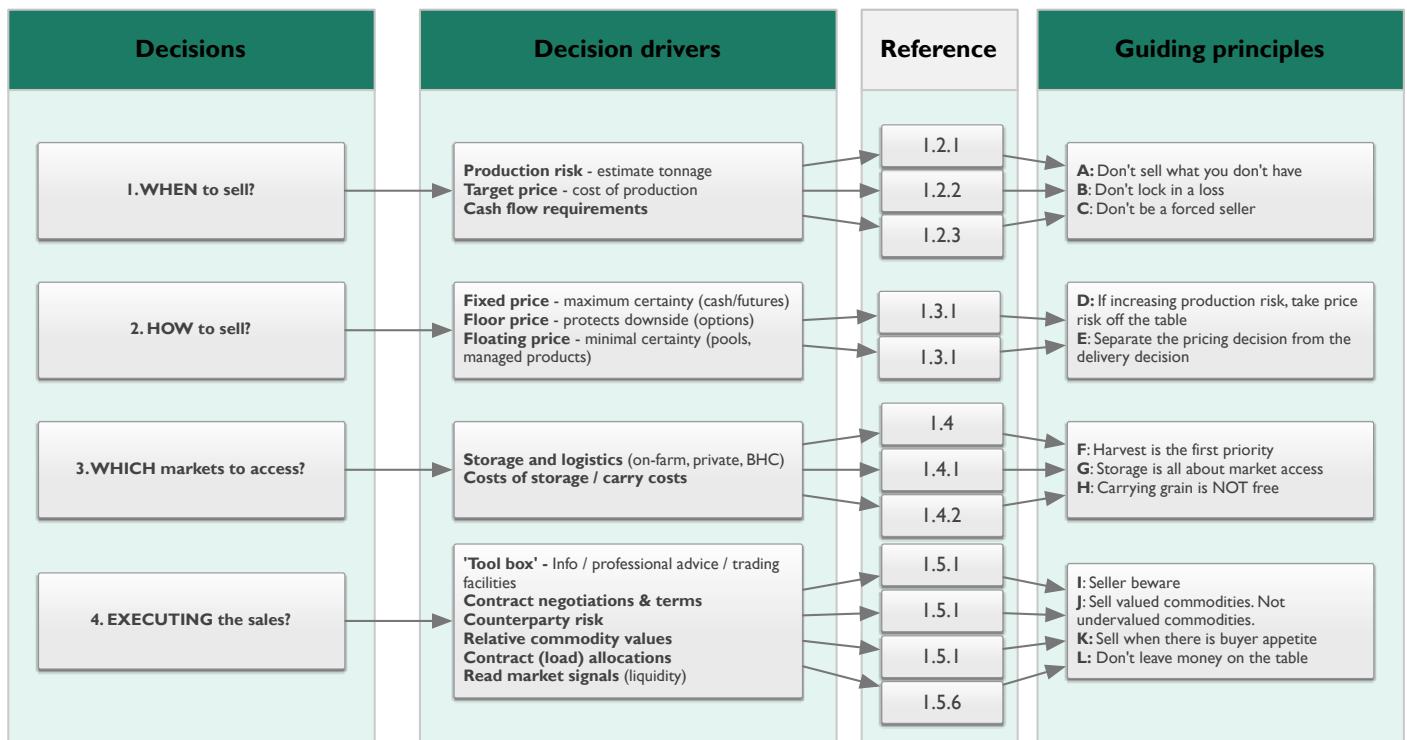 Decisions
Decision drivers
Reference
Guiding principles
1. WHEN to sell?
Production risk - estimate tonnage
Target price - cost of production
Cash flow requirements
1.2.1
1.2.2
1.2.3
A: Don't sell what you don't have
B: Don't lock in a loss
C: Don't be a forced seller
2. HOW to sell?
Fixed price - maximum certainty (cash/futures)
Floor price - protects downside (options)
Floating price - minimal certainty (pools,
managed products)
1.3.1
1.3.1
D: If increasing production risk, take price
risk off the table
E: Separate the pricing decision from the
delivery decision
3. WHICH markets to access?
Storage and logistics (on-farm, private, BHC)
Costs of storage / carry costs
1.4
1.4.1
1.4.2
F: Harvest is the first priority
G: Storage is all about market access
H: Carrying grain is NOT free
4. EXECUTING the sales?
'Tool box' - Info / professional advice / trading
facilities
Contract negotiations & terms
Counterparty risk
Relative commodity values
Contract (load) allocations
Read market signals (liquidity)
1.5.1
1.5.1
1.5.1
1.5.6
I: Seller beware
J: Sell valued commodities. Not
undervalued commodities.
K: Sell when there is buyer appetite
L: Don't leave money on the table